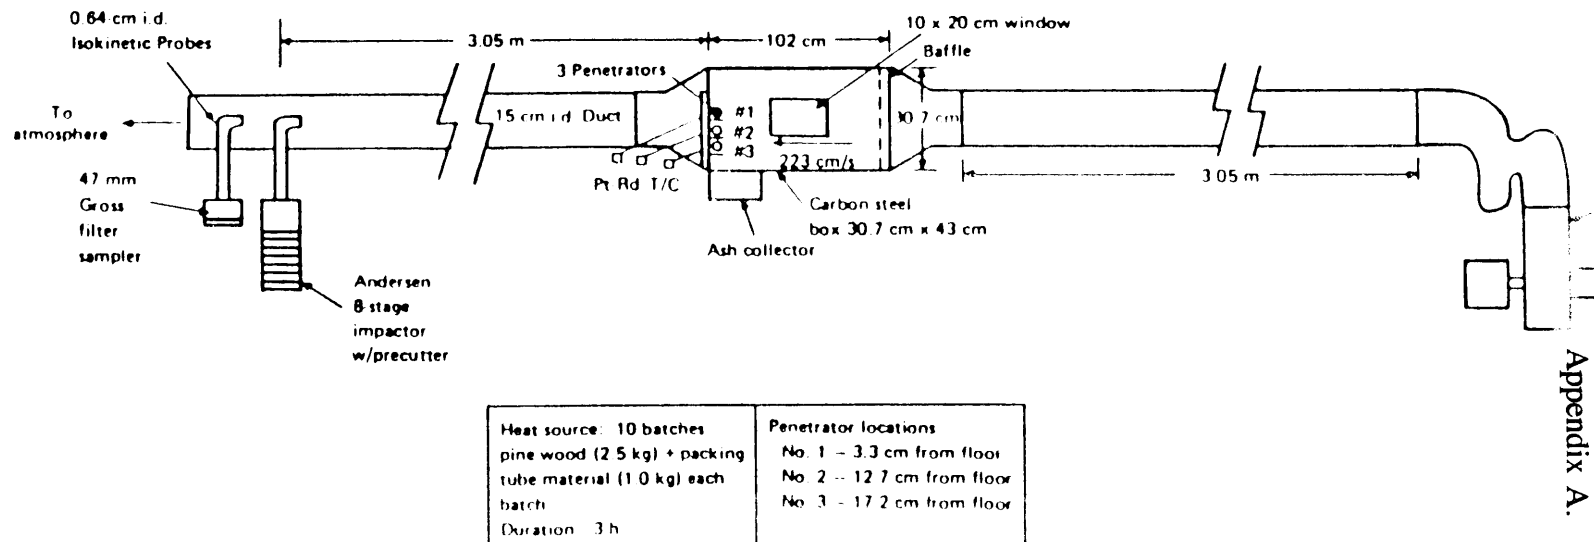 0.64-cm i.d.
Isokinetic Probes
3.05 m
102 cm
10 x 20 cm window
Baffle
3 Penetrators
To
atmosphere
15 cm i.d. Duct
#1
#2
#3
30.7 cm
223 cm/s
3.05 m
Pt Rd T/C
47 mm
Gross
filter
sampler
Carbon steel
box 30.7 cm x 43 cm
Ash collector
Andersen
8-stage
impactor
w/precutter
Appendix A.
Heat source: 10 batches
pine wood (2.5 kg) + packing
tube material (1.0 kg) each
batch
Duration 3 h
Penetrator locations
No. 1 - 3.3 cm from floor
No. 2 -- 12.7 cm from floor
No. 3 - 17.2 cm from floor